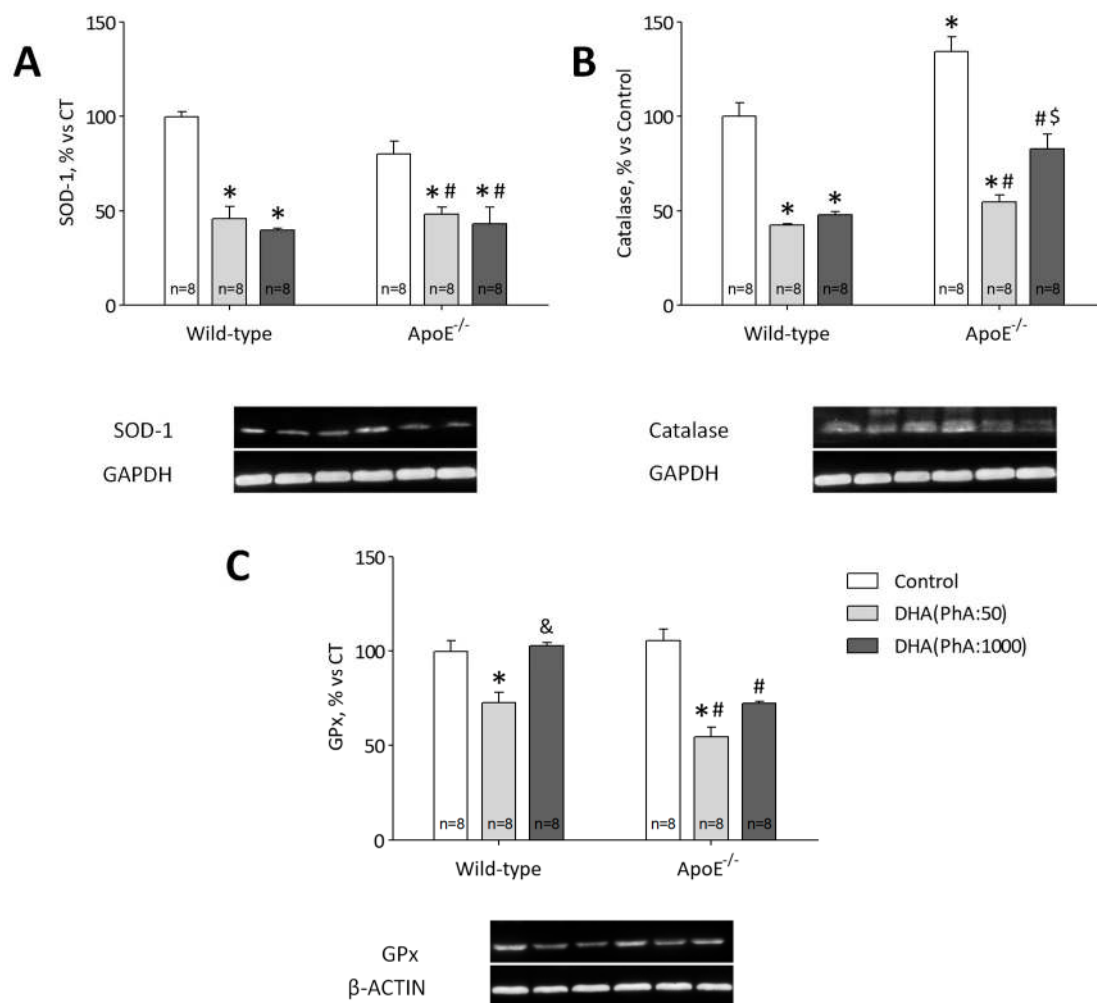 A
SOD-1, % vs CT
150
100
50
0
*
*
* #
* #
n=8
n=8
n=8
n=8
n=8
n=8
Wild-type
ApoE-/-
SOD-1
GAPDH
B
Catalase, % vs Control
150
100
50
0
*
*
*
* #
# $
n=8
n=8
n=8
n=8
n=8
n=8
Wild-type
ApoE-/-
Catalase
GAPDH
C
GPx, % vs CT
150
100
50
0
*
&
* #
#
n=8
n=8
n=8
n=8
n=8
n=8
Wild-type
ApoE-/-
Control
DHA(PhA:50)
DHA(PhA:1000)
GPx
β-ACTIN